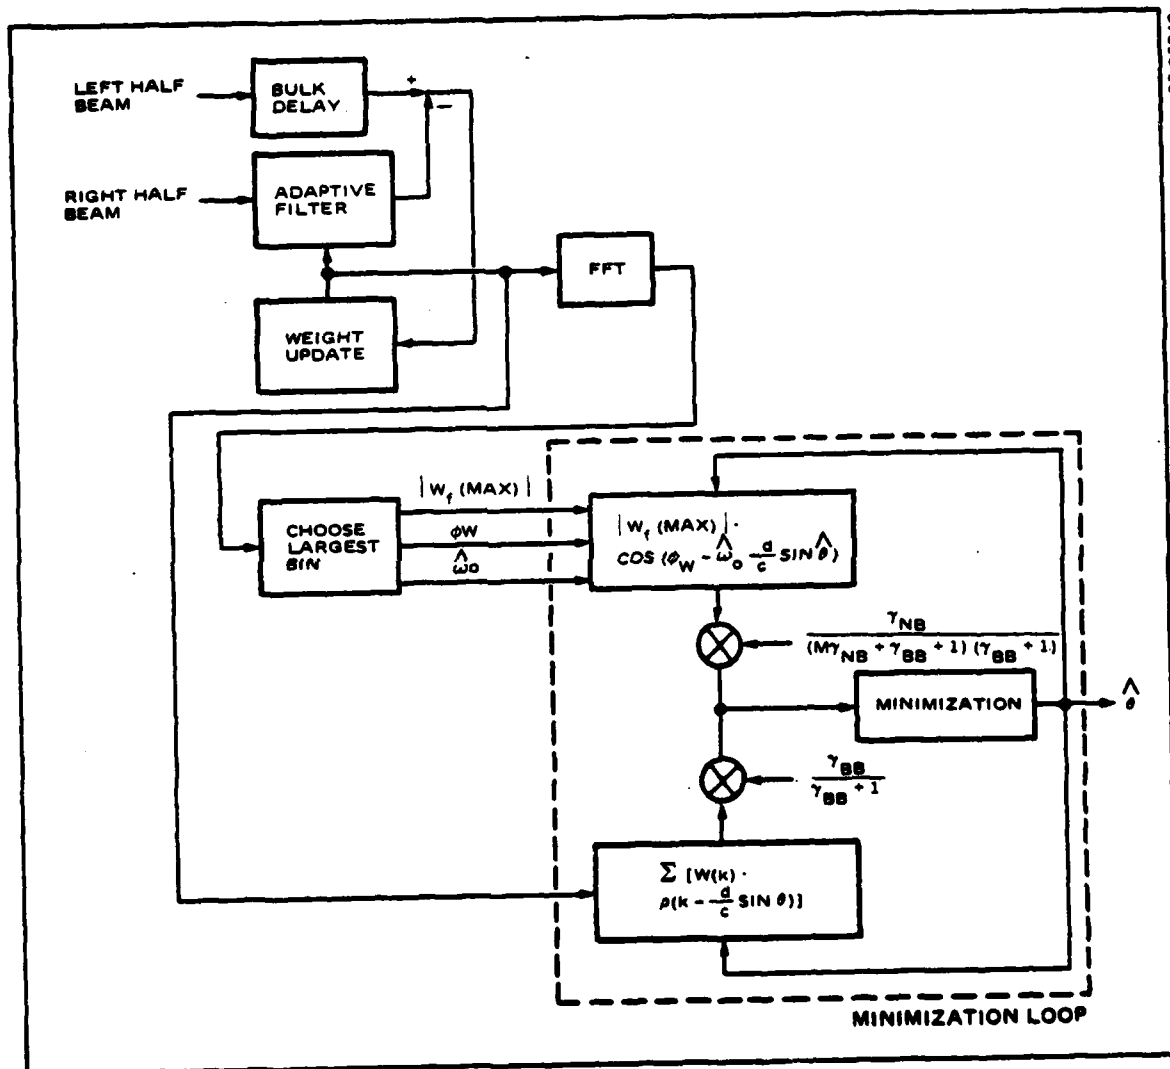 LEFT HALF
BEAM
BULK
DELAY
+
−
RIGHT HALF
BEAM
ADAPTIVE
FILTER
FFT
WEIGHT
UPDATE
CHOOSE
LARGEST
BIN
|W_f (MAX)|
φW
ω̂o
|W_f (MAX)| ·
COS (φ_W - ω̂_o - d/c SIN θ̂)
γ_NB
(Mγ_NB + γ_BB + 1) (γ_BB + 1)
MINIMIZATION
θ̂
γ_BB
γ_BB + 1
Σ [W(k) ·
ρ(k - d/c SIN θ)]
MINIMIZATION LOOP